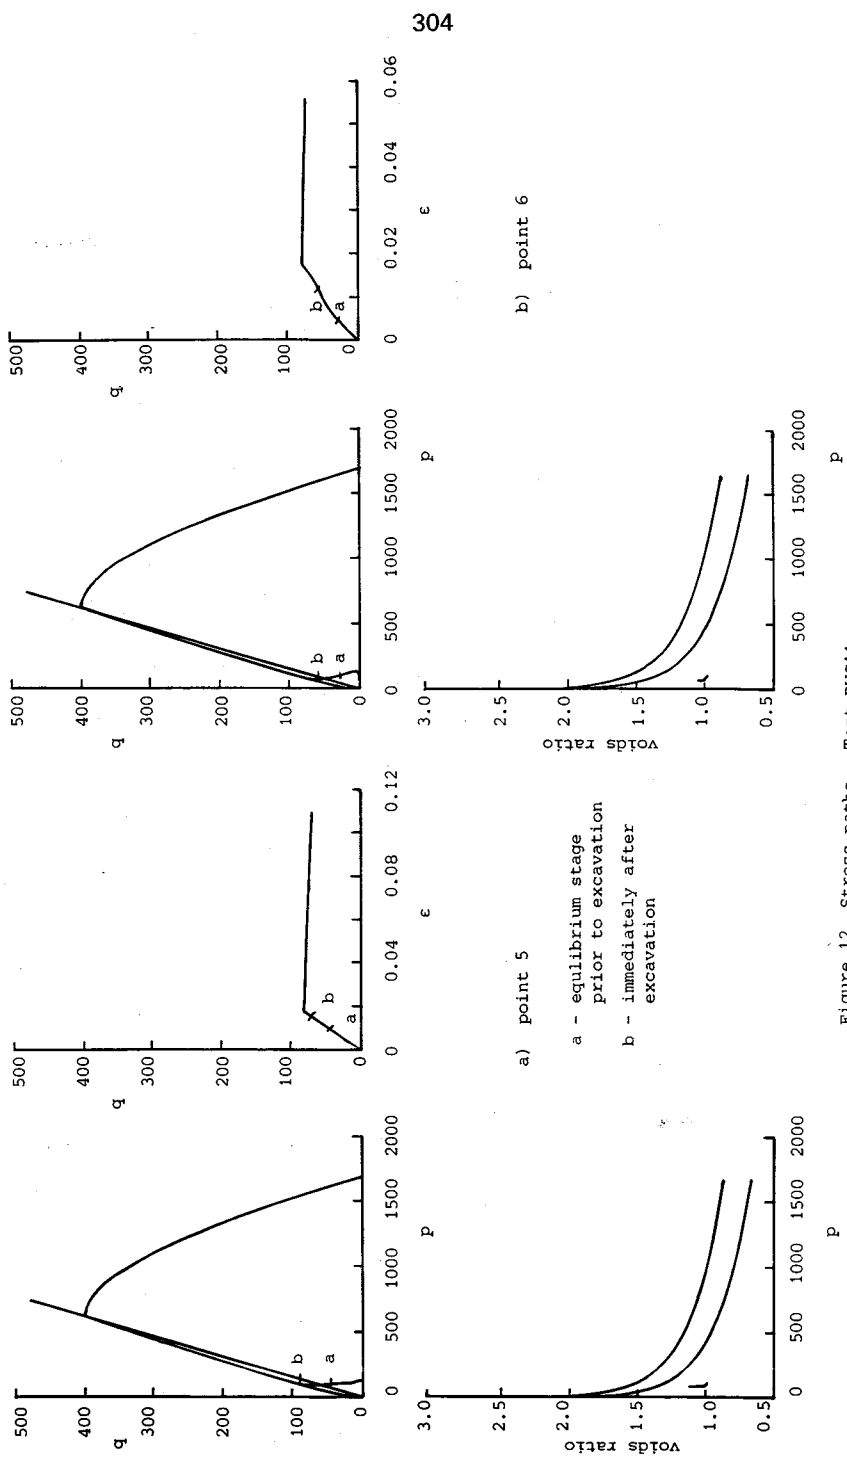 304
500
400
300
200
100
0
q
0
500
1000
1500
2000
p
a
b
500
400
300
200
100
0
q
0
0.04
0.08
0.12
ε
a
b
3.0
2.5
2.0
1.5
1.0
0.5
voids ratio
0
500
1000
1500
2000
p
a) point 5
a - equlibrium stage
prior to excavation
b - immediately after
excavation
500
400
300
200
100
0
q
0
500
1000
1500
2000
p
a
b
500
400
300
200
100
0
q
0
0.02
0.04
0.06
ε
a
b
3.0
2.5
2.0
1.5
1.0
0.5
voids ratio
0
500
1000
1500
2000
p
b) point 6
Figure 12 Stress paths